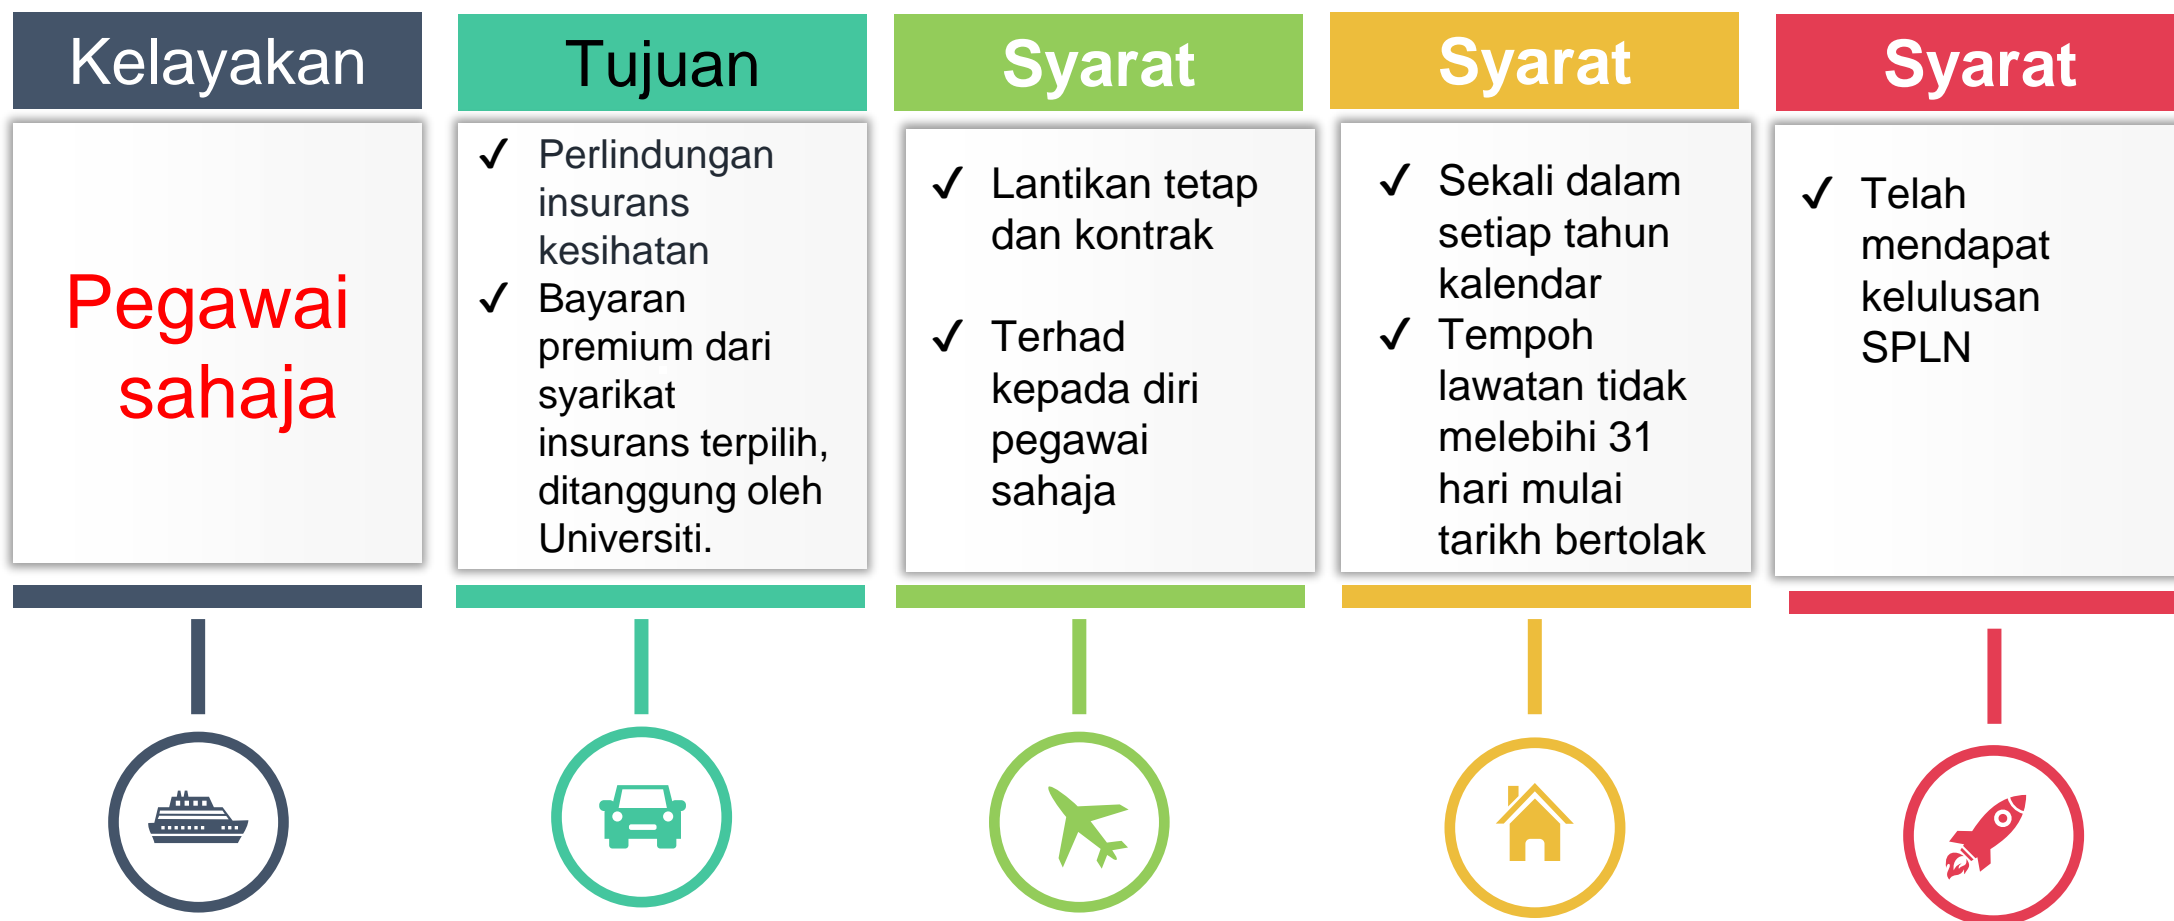 Kelayakan
Pegawai
sahaja
Tujuan
✓ Perlindungan
insurans
kesihatan
✓ Bayaran
premium dari
syarikat
insurans terpilih,
ditanggung oleh
Universiti.
Syarat
✓ Lantikan tetap
dan kontrak
✓ Terhad
kepada diri
pegawai
sahaja
Syarat
✓ Sekali dalam
setiap tahun
kalendar
✓ Tempoh
lawatan tidak
melebihi 31
hari mulai
tarikh bertolak
Syarat
✓ Telah
mendapat
kelulusan
SPLN